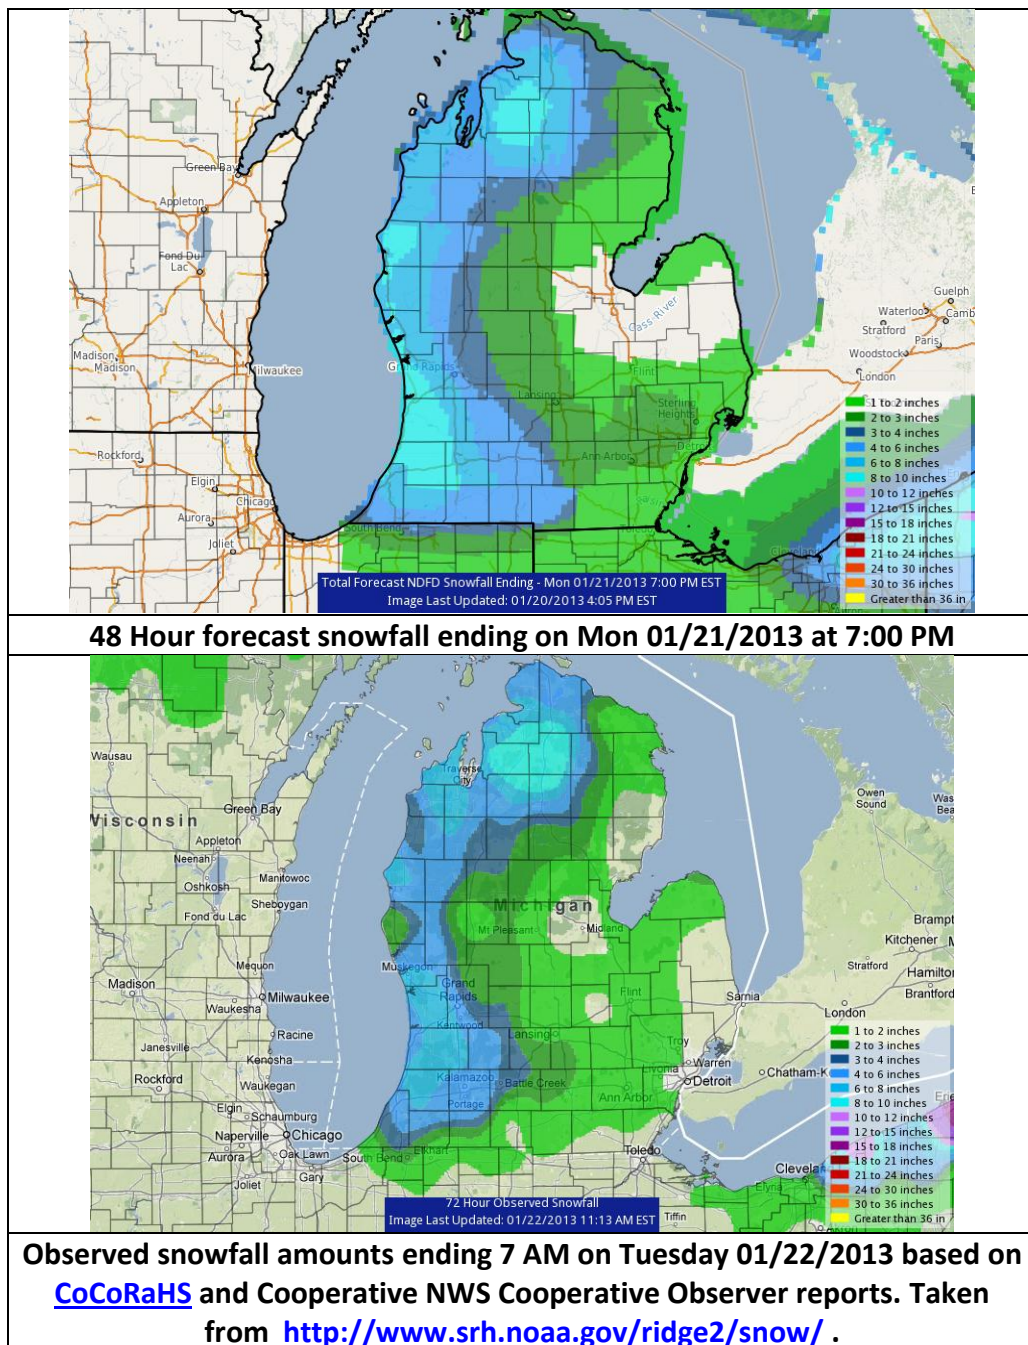 Green Bay
Appleton
Fond Du
Lac
Madison
Madison
Milwaukee
Rockford
Elgin
Chicago
Aurora
Joliet
South Bend
Grand Rapids
Lansing
Flint
Cass River
Sterling
Heights
Ann Arbor
Toledo
Cleveland
Guelph
Waterloo
Camb
Stratford
Paris
Woodstock
London
1 to 2 inches
2 to 3 inches
3 to 4 inches
4 to 6 inches
6 to 8 inches
8 to 10 inches
10 to 12 inches
12 to 15 inches
15 to 18 inches
18 to 21 inches
21 to 24 inches
24 to 30 inches
30 to 36 inches
Greater than 36 in
Total Forecast NDFD Snowfall Ending - Mon 01/21/2013 7:00 PM EST
Image Last Updated: 01/20/2013 4:05 PM EST
48 Hour forecast snowfall ending on Mon 01/21/2013 at 7:00 PM
Wausau
Wisconsin
Green Bay
Appleton
Neenah
Oshkosh
Manitowoc
Sheboygan
Fond du Lac
Mequon
Madison
Milwaukee
Waukesha
Racine
Janesville
Kenosha
Rockford
Waukegan
Elgin
Schaumburg
Naperville
Chicago
Aurora
Oak Lawn
Gary
Joliet
South Bend
Elkhart
Traverse
City
Michigan
Mt Pleasant
Midland
Muskegon
Grand
Rapids
Kentwood
Lansing
Flint
Kalamazoo
Battle Creek
Portage
Ann Arbor
Livonia
Troy
Warren
Detroit
Toledo
Tiffin
Sarnia
Chatham-K
London
Owen
Sound
Was
Bea
Brampt
Kitchener
Stratford
Hamilto
Brantford
Cleveland
Elyria
1 to 2 inches
2 to 3 inches
3 to 4 inches
4 to 6 inches
6 to 8 inches
8 to 10 inches
10 to 12 inches
12 to 15 inches
15 to 18 inches
18 to 21 inches
21 to 24 inches
24 to 30 inches
30 to 36 inches
Greater than 36 in
72 Hour Observed Snowfall
Image Last Updated: 01/22/2013 11:13 AM EST
Observed snowfall amounts ending 7 AM on Tuesday 01/22/2013 based on
CoCoRaHS and Cooperative NWS Cooperative Observer reports. Taken
from http://www.srh.noaa.gov/ridge2/snow/ .